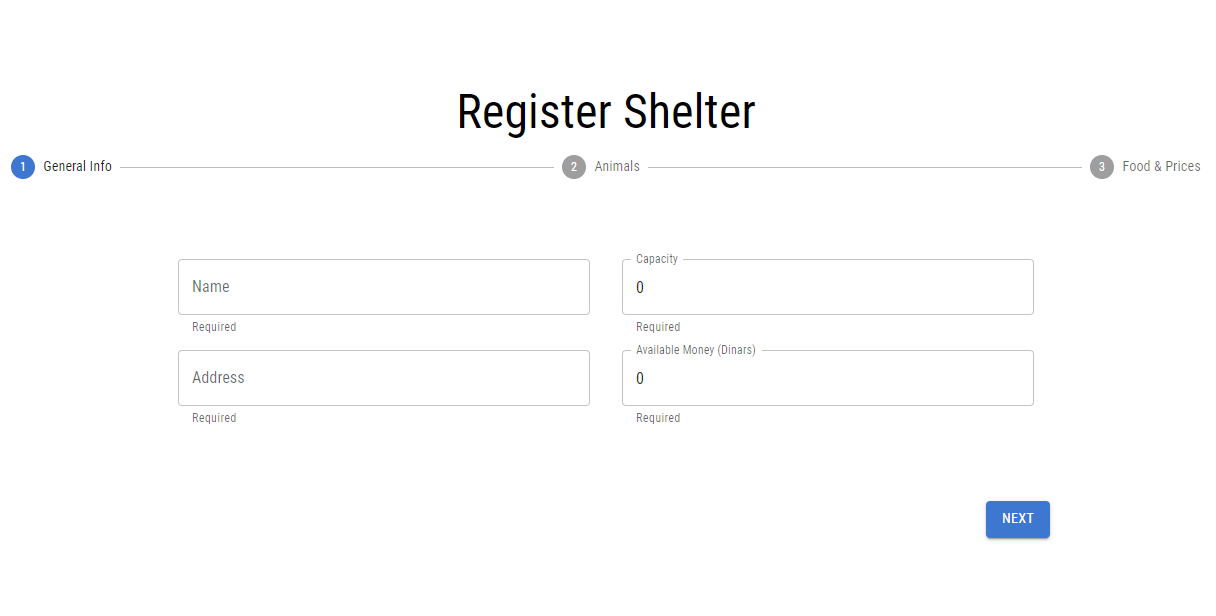 Register Shelter
1 General Info 2 Animals 3 Food & Prices
Name
Required
Capacity
0
Required
Address
Required
Available Money (Dinars)
0
Required
NEXT